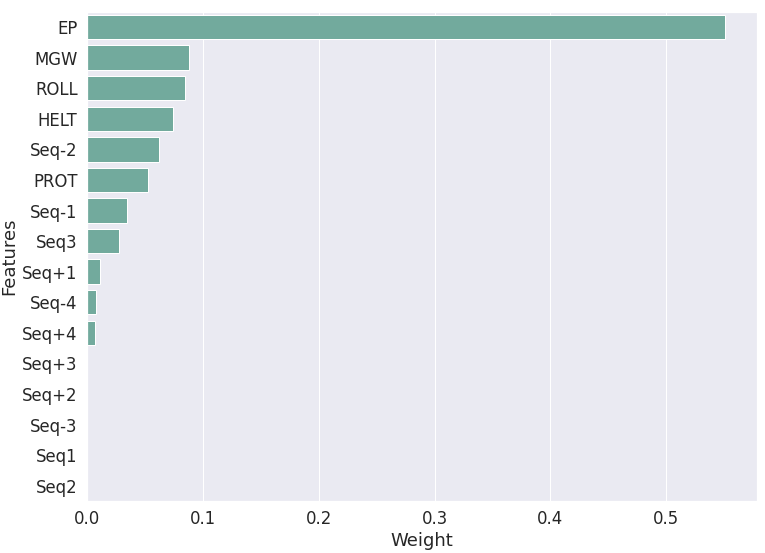 EP
MGW
ROLL
HELT
Seq-2
PROT
Seq-1
Seq3
Seq+1
Seq-4
Seq+4
Seq+3
Seq+2
Seq-3
Seq1
Seq2
Features
0.0 0.1 0.2 0.3 0.4 0.5
Weight